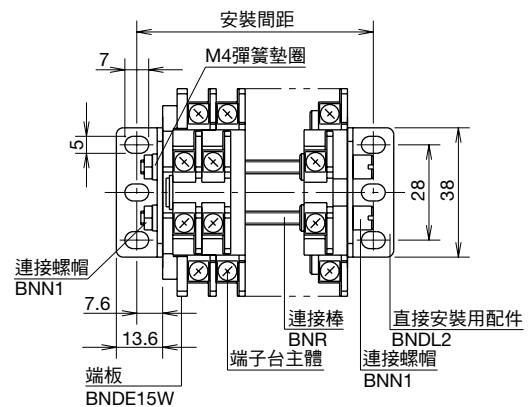 安裝間距
7
M4彈簧墊圈
5
28
38
連接螺帽
BNN1
7.6
13.6
端板
BNDE15W
端子台主體
連接棒
BNR
直接安裝用配件
BNDL2
連接螺帽
BNN1